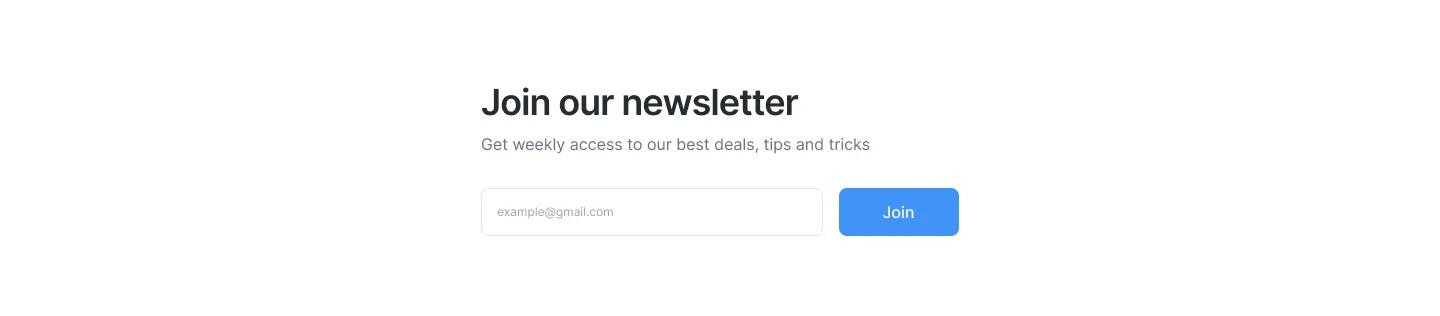 Join our newsletter
Get weekly access to our best deals, tips and tricks
example@gmail.com
Join